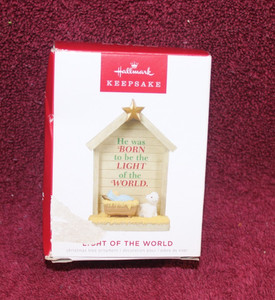 Hallmark
KEEPSAKE
He was
BORN
to be the
LIGHT
of the
WORLD.
LIGHT OF THE WORLD